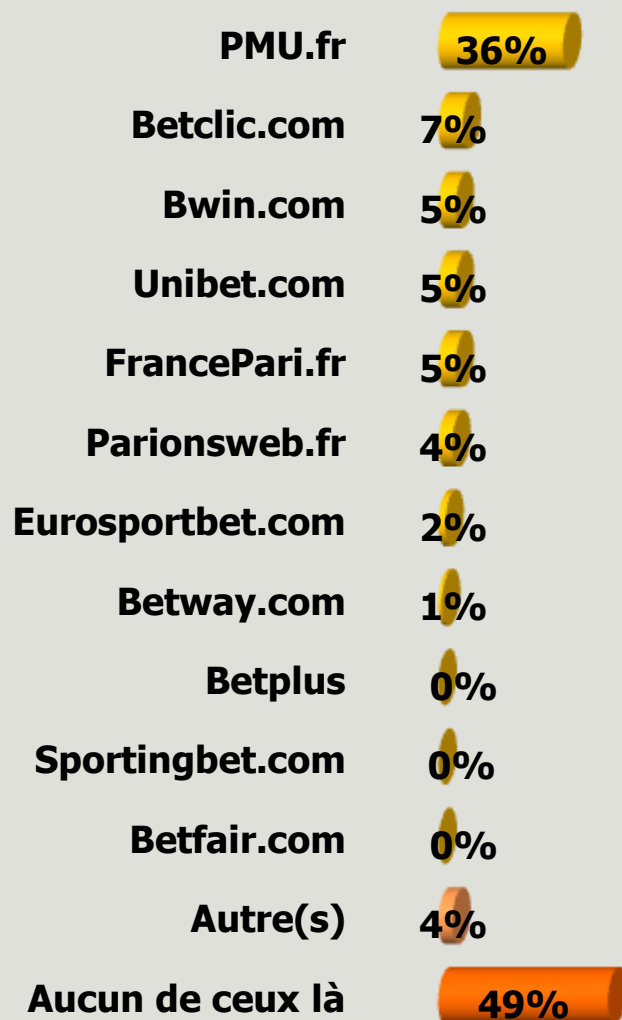 PMU.fr 36%
Betclic.com 7%
Bwin.com 5%
Unibet.com 5%
FrancePari.fr 5%
Parionsweb.fr 4%
Eurosportbet.com 2%
Betway.com 1%
Betplus 0%
Sportingbet.com 0%
Betfair.com 0%
Autre(s) 4%
Aucun de ceux là 49%